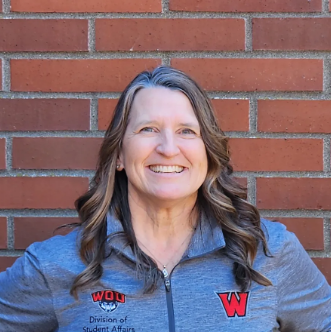 WOU
W
Division of
Student Affairs